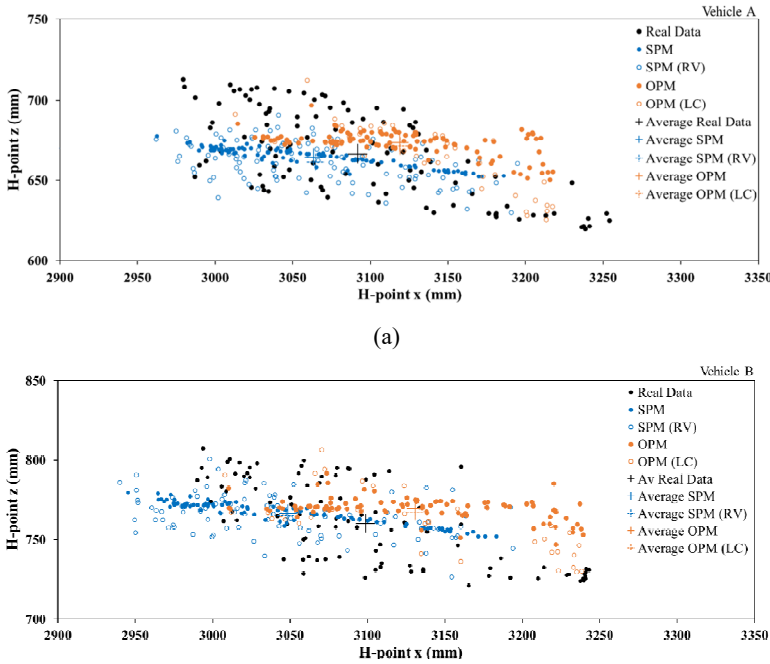 Vehicle A
750
700
650
600
H-point z (mm)
Real Data
SPM
SPM (RV)
OPM
OPM (LC)
Average Real Data
Average SPM
Average SPM (RV)
Average OPM
Average OPM (LC)
2900 2950 3000 3050 3100 3150 3200 3250 3300 3350
H-point x (mm)
(a)
Vehicle B
850
800
750
700
H-point z (mm)
Real Data
SPM
SPM (RV)
OPM
OPM (LC)
Av Real Data
Average SPM
Average SPM (RV)
Average OPM
Average OPM (LC)
2900 2950 3000 3050 3100 3150 3200 3250 3300 3350
H-point x (mm)